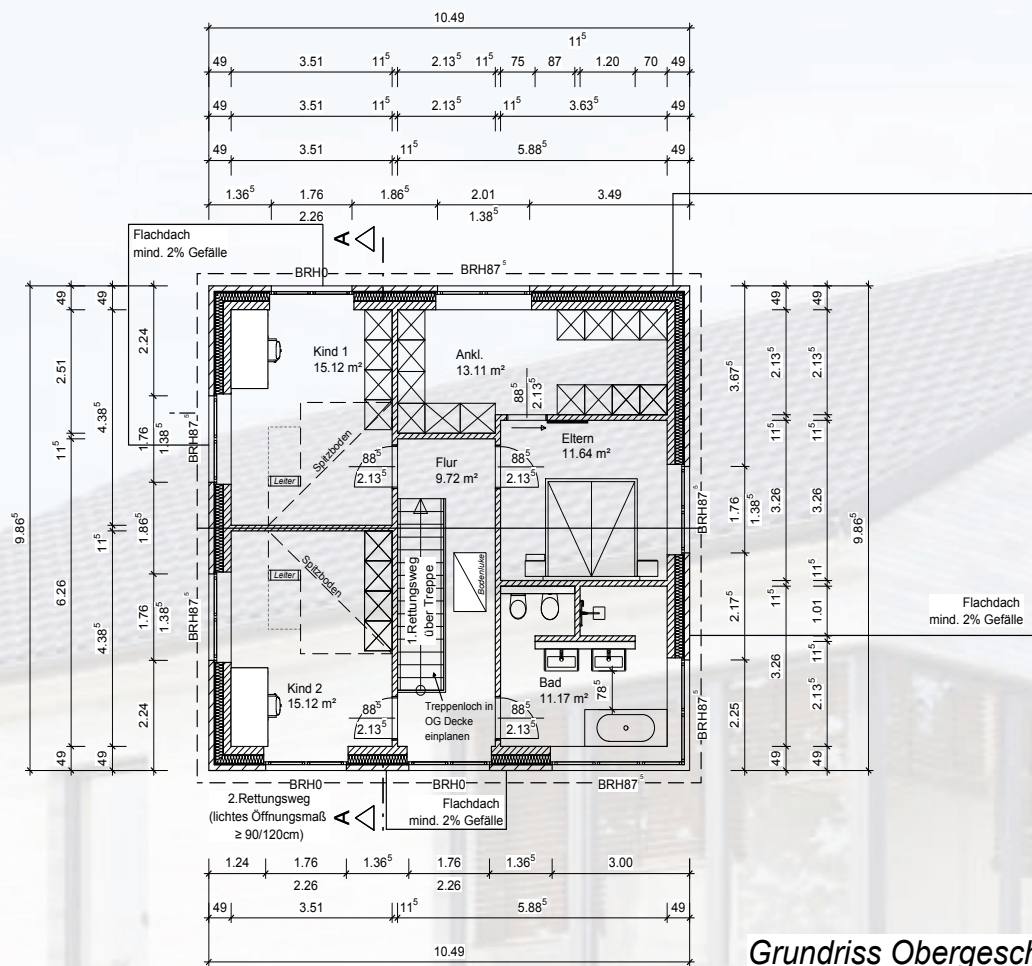 10.49
11⁵
49 3.51 11⁵ 2.13⁵ 11⁵ 75 87 1.20 70 49
49 3.51 11⁵ 2.13⁵ 11⁵ 3.63⁵ 49
49 3.51 11⁵ 5.88⁵ 49
1.36⁵ 1.76 1.86⁵ 2.01 3.49
2.26 1.38⁵
Flachdach
mind. 2% Gefälle
A
BRH0
BRH87⁵
9.86⁵
49 2.51 11⁵ 6.26 49
49 4.38⁵ 11⁵ 4.38⁵ 49
2.24 1.76 1.86⁵ 1.76 2.24
1.38⁵ 1.38⁵
BRH87⁵
BRH87⁵
Kind 1
15.12 m²
Ankl.
13.11 m²
88⁵
2.13⁵
Eltern
11.64 m²
Spitzboden
Leiter
88⁵
2.13⁵
Flur
9.72 m²
88⁵
2.13⁵
Leiter
Spitzboden
1.Rettungsweg
über Treppe
Bodenluke
Kind 2
15.12 m²
88⁵
2.13⁵
Treppenloch in
OG Decke
einplanen
Bad
11.17 m²
78⁵
88⁵
2.13⁵
BRH87⁵
BRH87⁵
3.67⁵ 1.76 2.17⁵ 2.25
1.38⁵
49 2.13⁵ 11⁵ 3.26 11⁵ 3.26 49
49 2.13⁵ 11⁵ 3.26 11⁵ 1.01 11⁵ 2.13⁵ 49
9.86⁵
Flachdach
mind. 2% Gefälle
BRH0
BRH0
BRH87⁵
2.Rettungsweg
(lichtes Öffnungsmaß
≥ 90/120cm)
A
Flachdach
mind. 2% Gefälle
1.24 1.76 1.36⁵ 1.76 1.36⁵ 3.00
2.26 2.26
49 3.51 11⁵ 5.88⁵ 49
10.49
Grundriss Obergesch